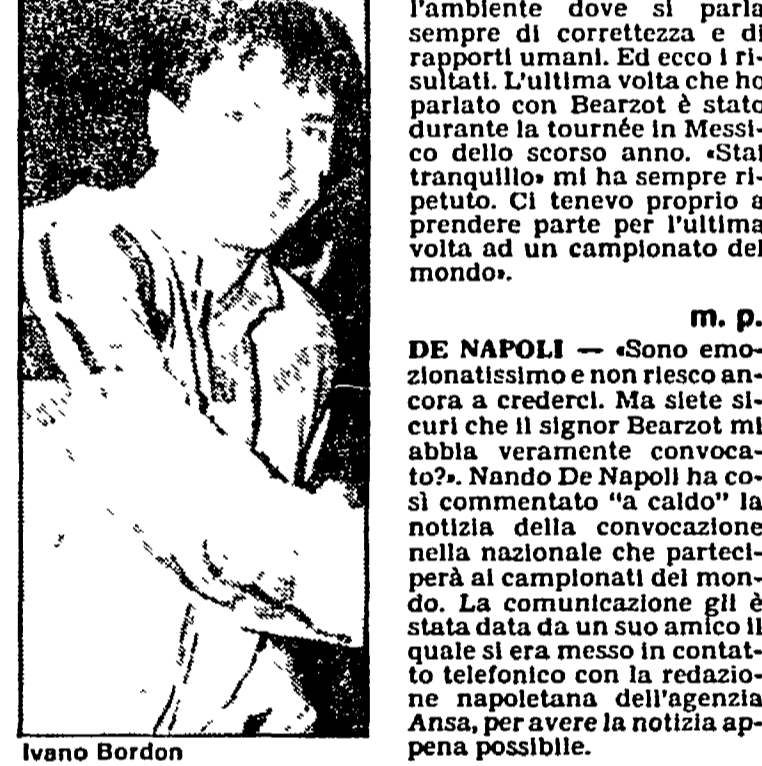 l'ambiente dove si parla
sempre di correttezza e di
rapporti umani. Ed ecco i ri-
sultati. L'ultima volta che ho
parlato con Bearzot è stato
durante la tournée in Messi-
co dello scorso anno. «Stai
tranquillo» mi ha sempre ri-
petuto. Ci tenevo proprio a
prendere parte per l'ultima
volta ad un campionato del
mondo».
m. p.
DE NAPOLI — «Sono emo-
zionatissimo e non riesco an-
cora a crederci. Ma siete si-
curi che il signor Bearzot mi
abbia veramente convoca-
to?». Nando De Napoli ha co-
sì commentato "a caldo" la
notizia della convocazione
nella nazionale che parteci-
perà ai campionati del mon-
do. La comunicazione gli è
stata data da un suo amico il
quale si era messo in contat-
to telefonico con la redazio-
ne napoletana dell'agenzia
Ansa, per avere la notizia ap-
pena possibile.
Ivano Bordon